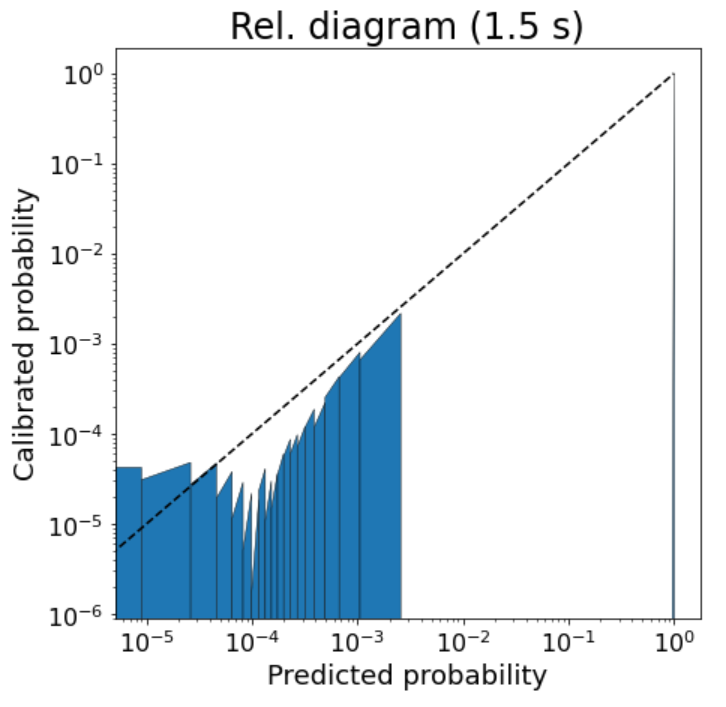 Rel. diagram (1.5 s)
10⁰
10⁻¹
10⁻²
10⁻³
10⁻⁴
10⁻⁵
10⁻⁶
Calibrated probability
10⁻⁵ 10⁻⁴ 10⁻³ 10⁻² 10⁻¹ 10⁰
Predicted probability